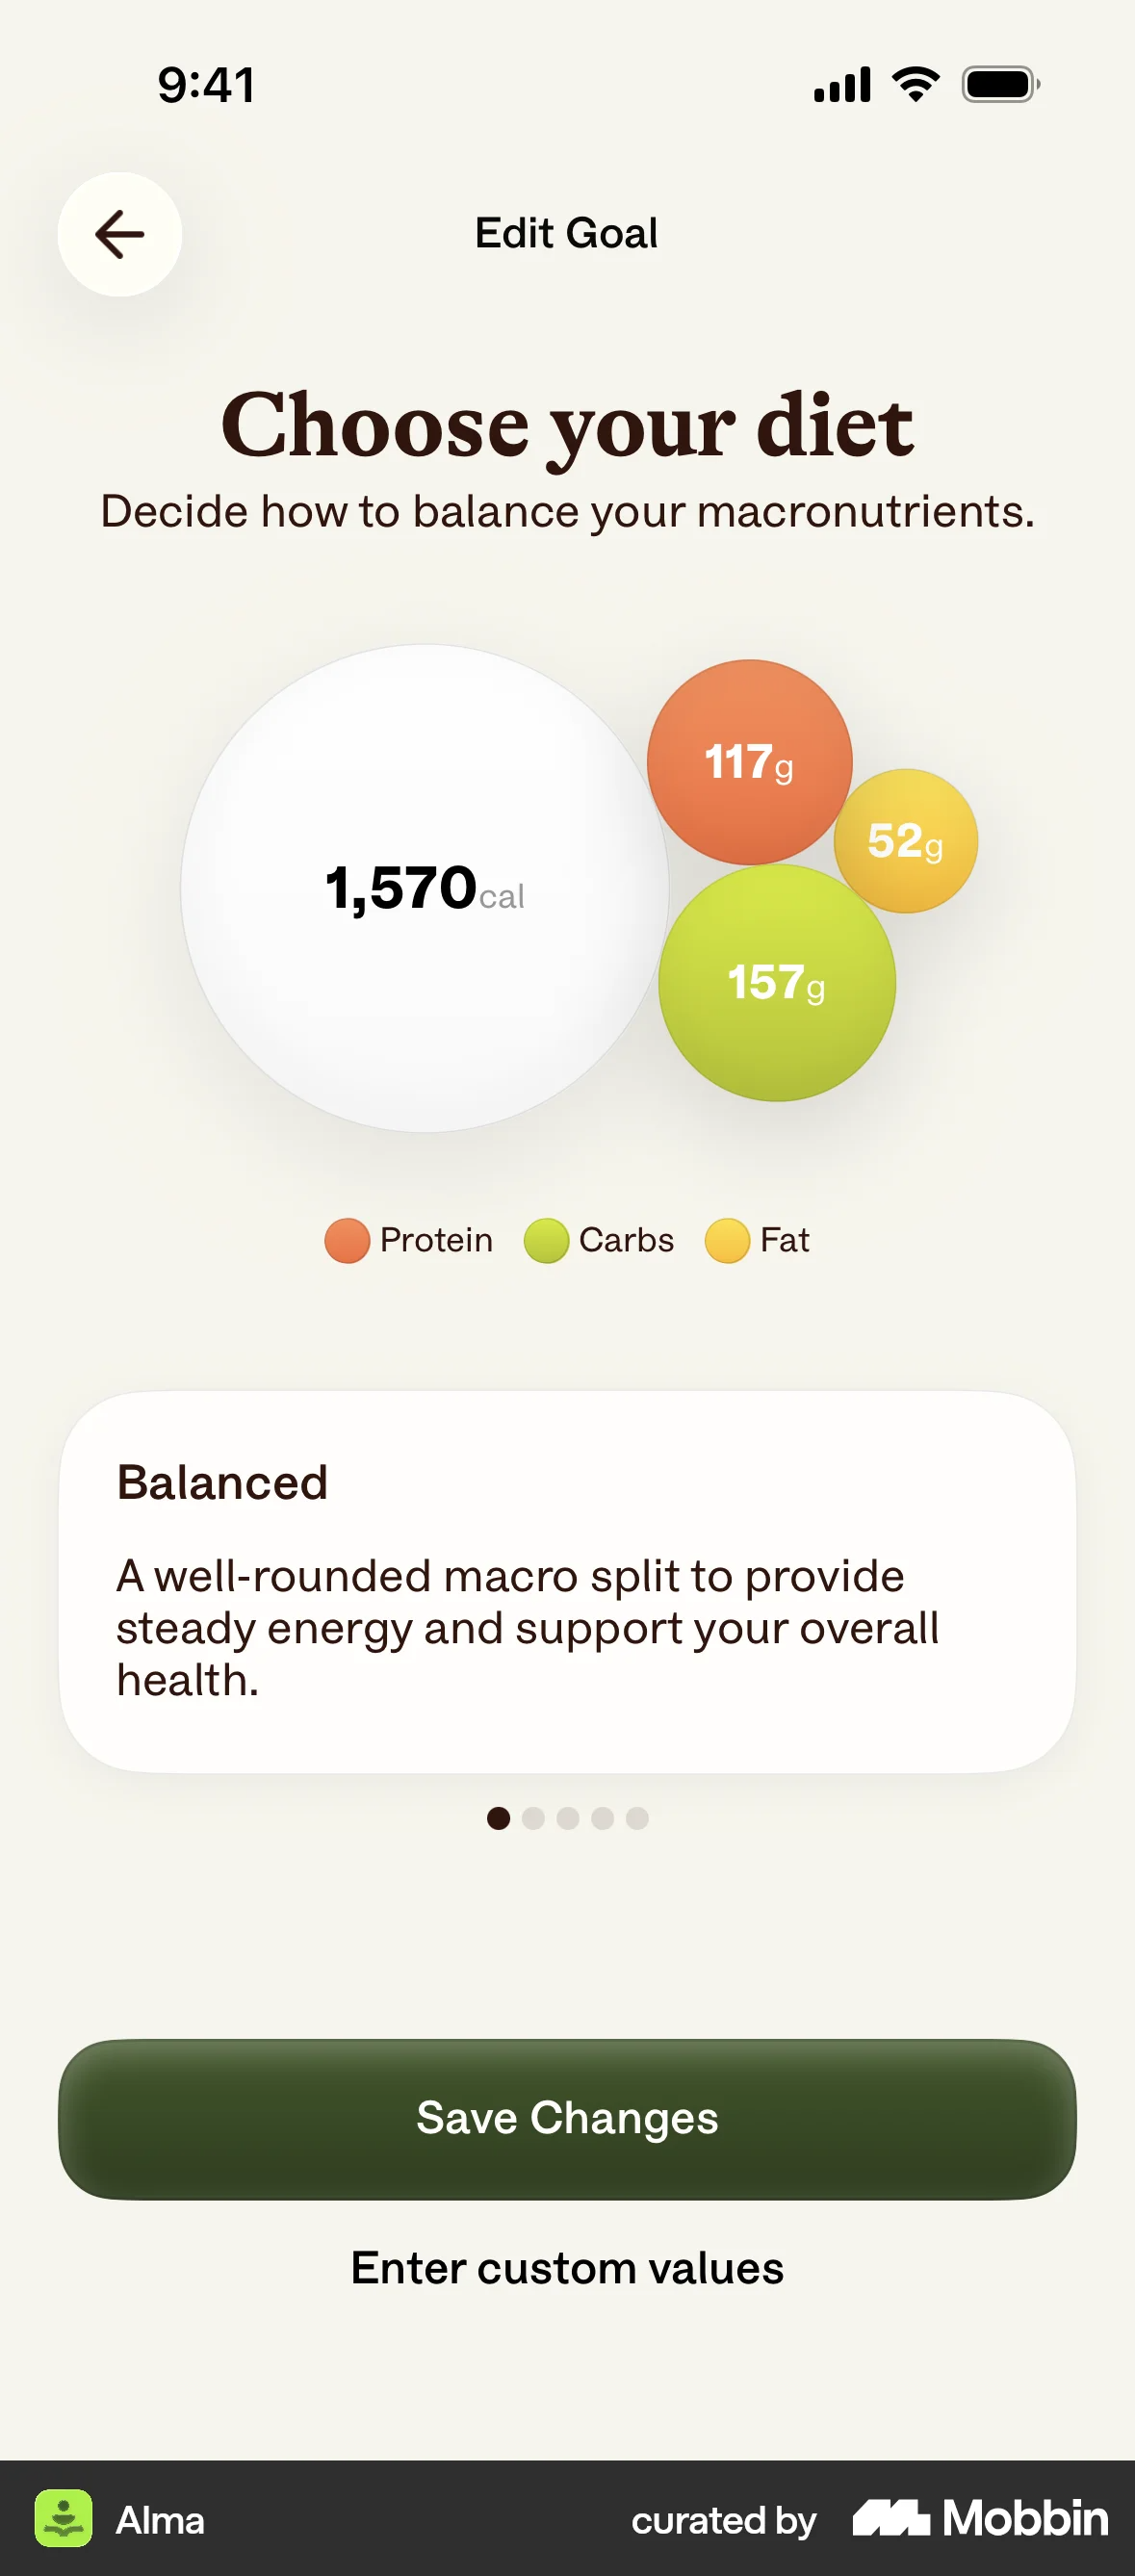 9:41
Edit Goal
Choose your diet
Decide how to balance your macronutrients.
117g
52g
1,570cal
157g
Protein
Carbs
Fat
Balanced
A well-rounded macro split to provide
steady energy and support your overall
health.
Save Changes
Enter custom values
Alma
curated by
Mobbin